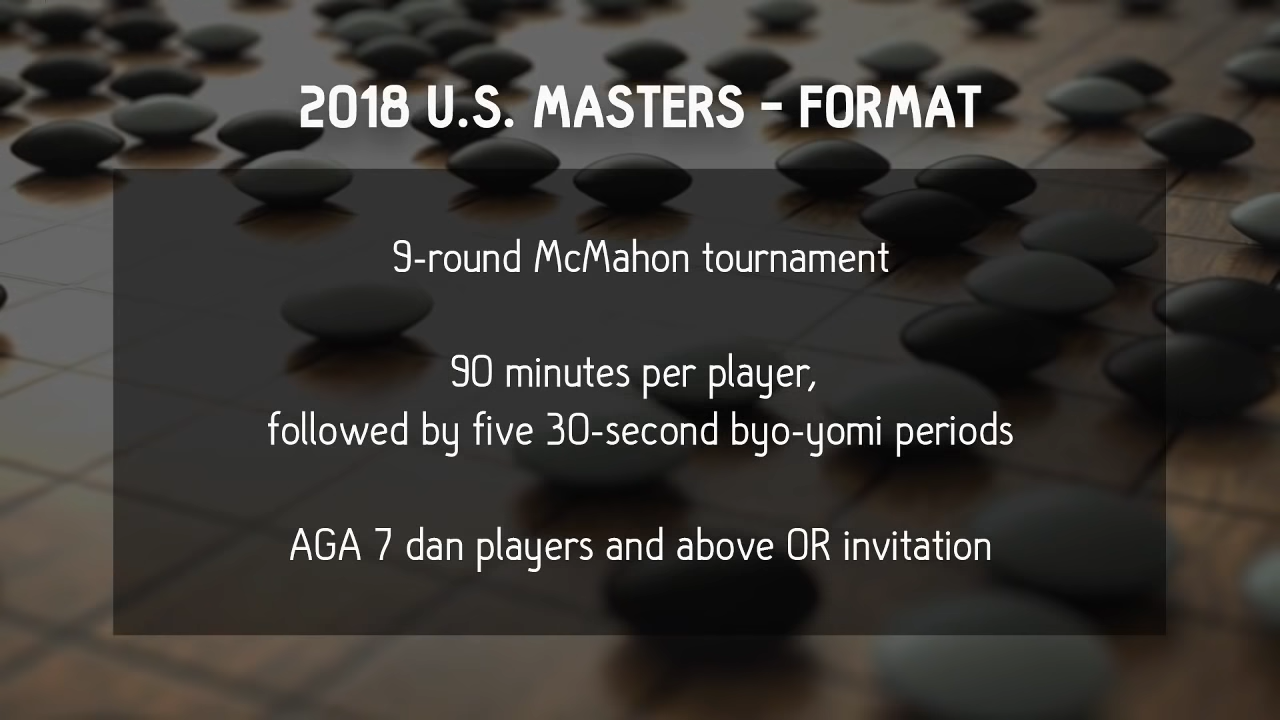 2018 U.S. MASTERS - FORMAT
9-round McMahon tournament
90 minutes per player,
followed by five 30-second byo-yomi periods
AGA 7 dan players and above OR invitation